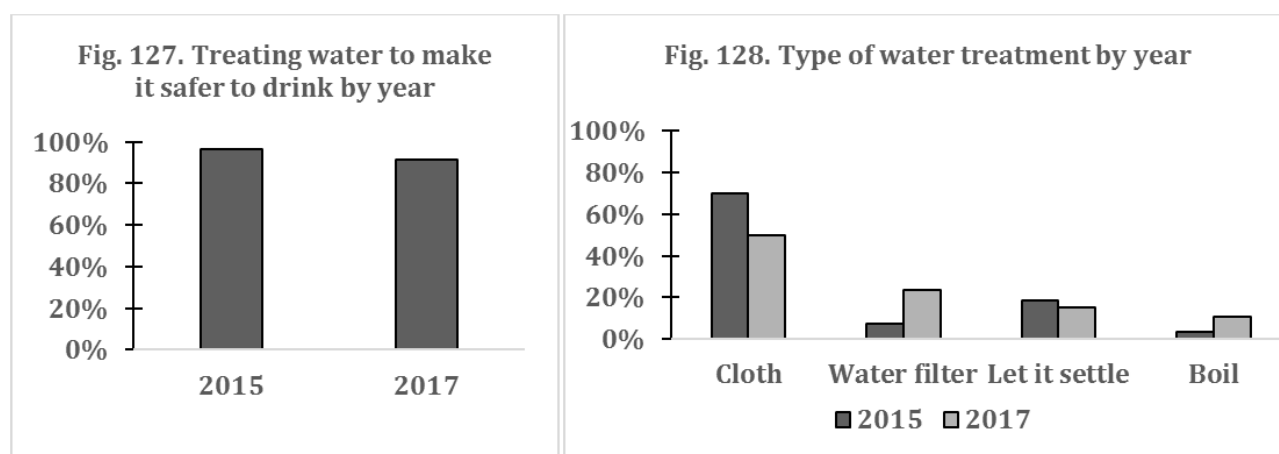 Fig. 127. Treating water to make
it safer to drink by year
100%
80%
60%
40%
20%
0%
2015
2017
Fig. 128. Type of water treatment by year
100%
80%
60%
40%
20%
0%
Cloth
Water filter
Let it settle
Boil
2015
2017